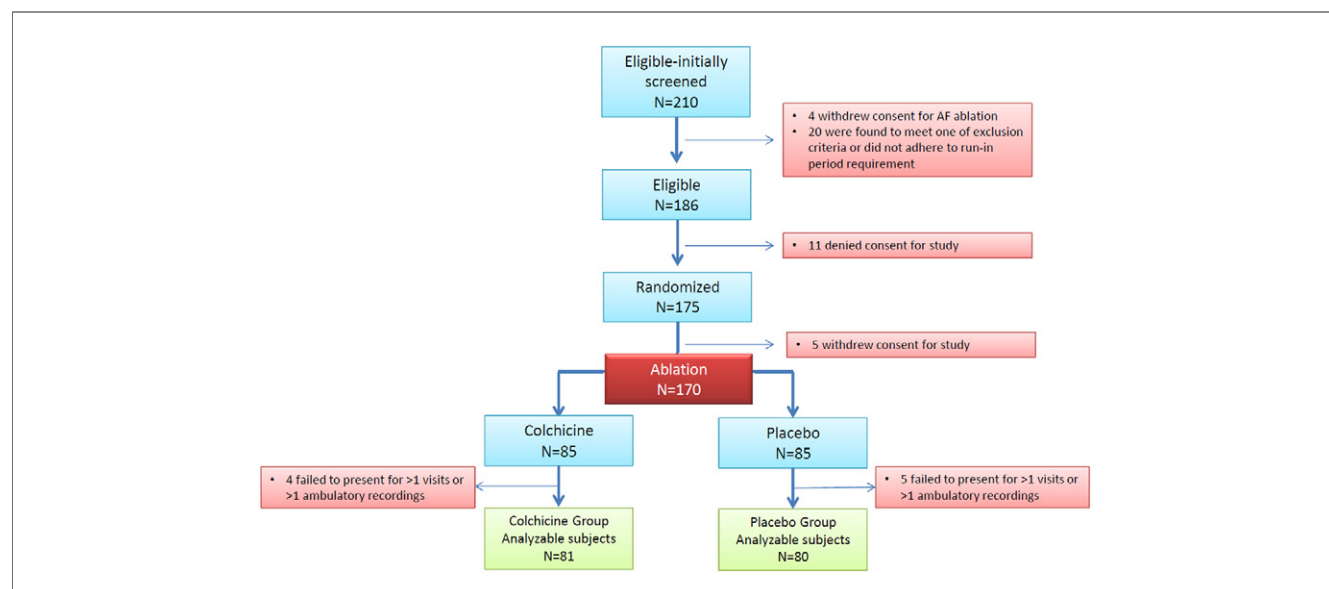 Eligible-initially
screened
N=210
• 4 withdrew consent for AF ablation
• 20 were found to meet one of exclusion
criteria or did not adhere to run-in
period requirement
Eligible
N=186
• 11 denied consent for study
Randomized
N=175
• 5 withdrew consent for study
Ablation
N=170
Colchicine
N=85
Placebo
N=85
• 4 failed to present for >1 visits or
>1 ambulatory recordings
• 5 failed to present for >1 visits or
>1 ambulatory recordings
Colchicine Group
Analyzable subjects
N=81
Placebo Group
Analyzable subjects
N=80